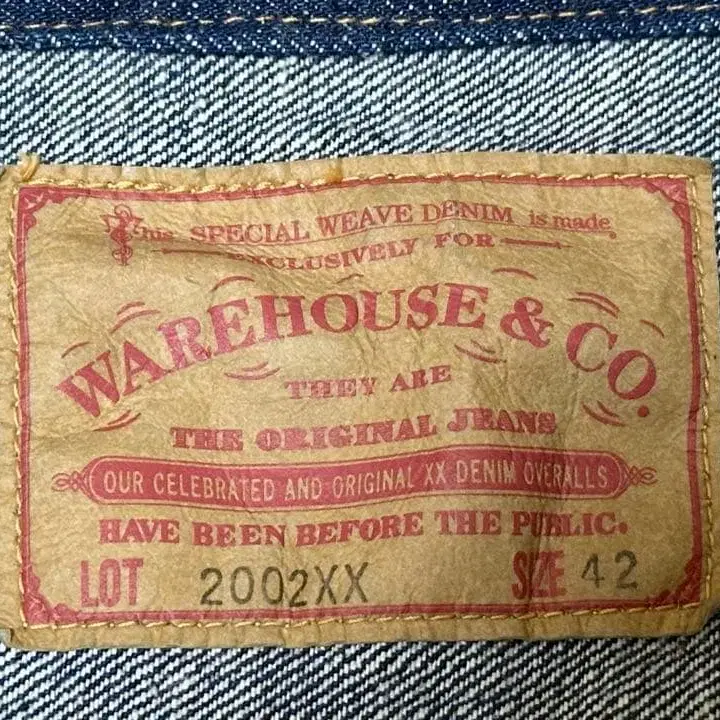 This SPECIAL WEAVE DENIM is made
EXCLUSIVELY FOR
WAREHOUSE & CO.
THEY ARE
THE ORIGINAL JEANS
OUR CELEBRATED AND ORIGINAL XX DENIM OVERALLS
HAVE BEEN BEFORE THE PUBLIC.
LOT 2002XX SIZE 42